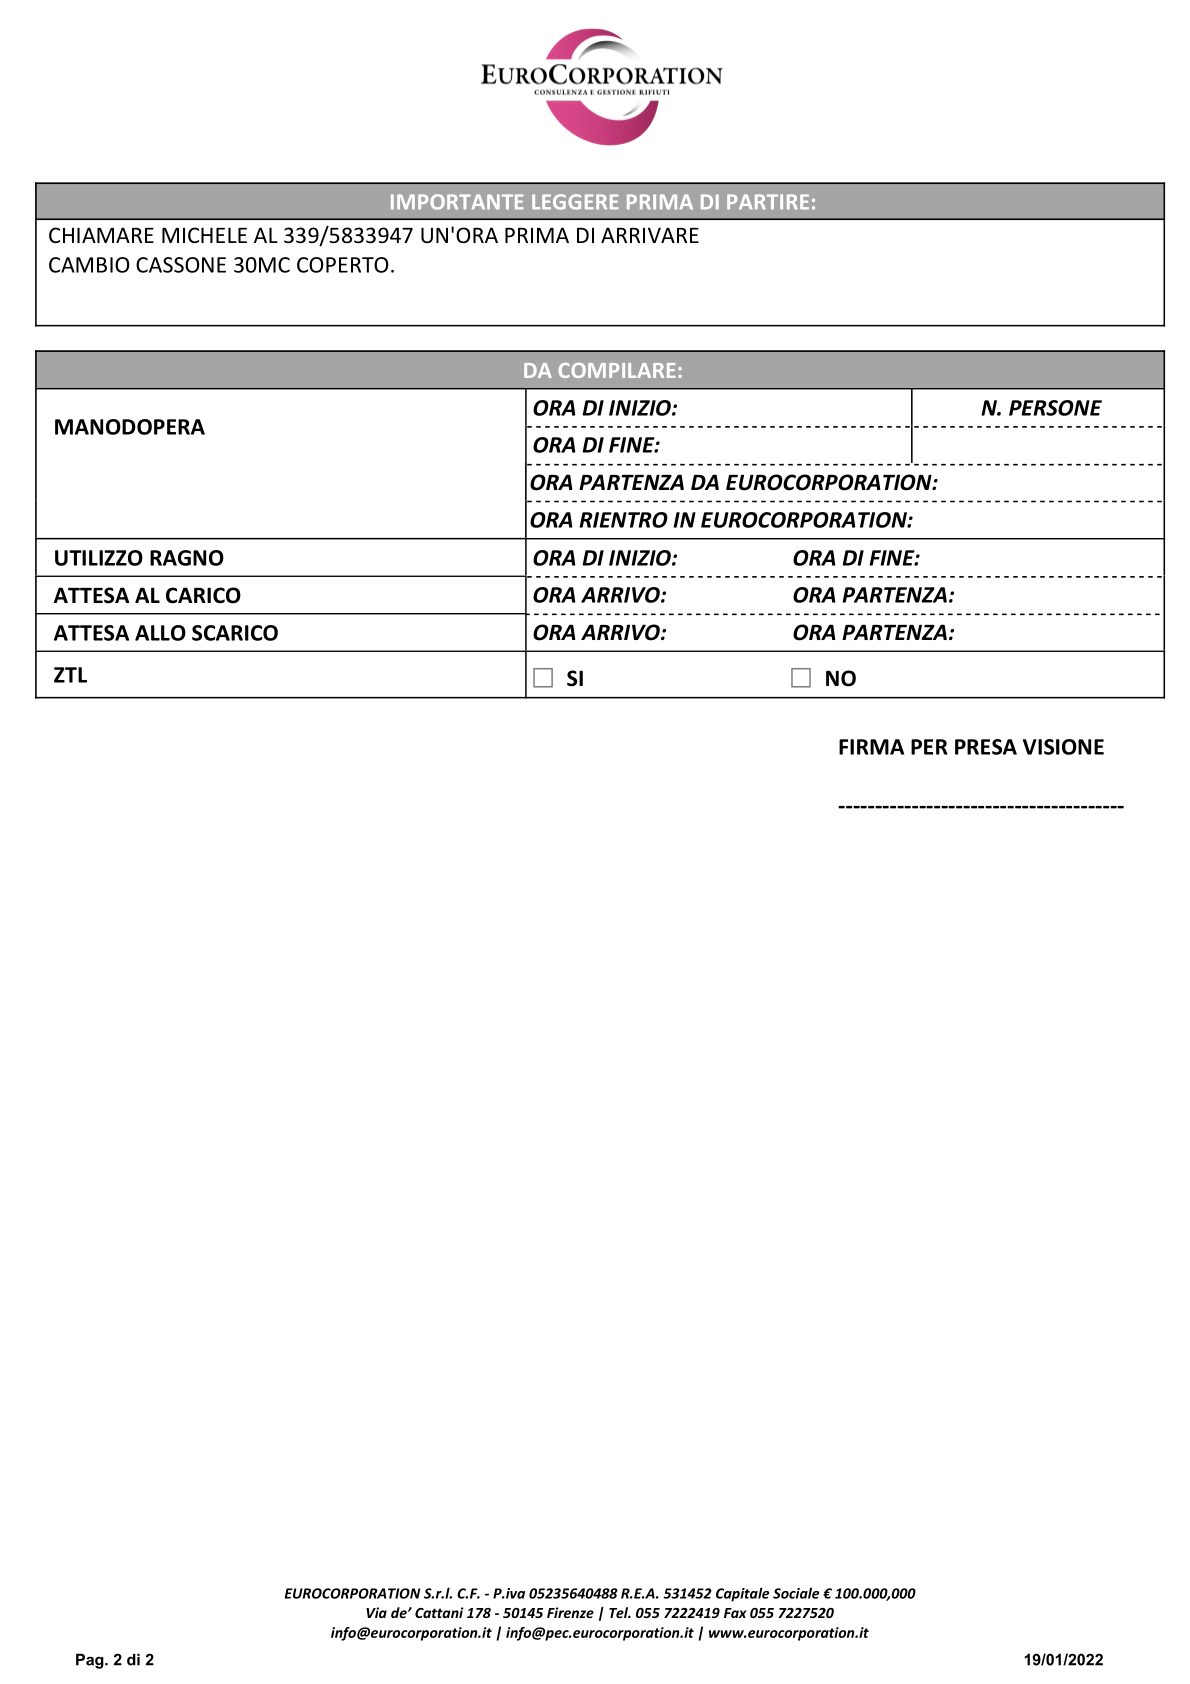 EUROCORPORATION
CONSULENZA E GESTIONE RIFIUTI
IMPORTANTE LEGGERE PRIMA DI PARTIRE:
CHIAMARE MICHELE AL 339/5833947 UN'ORA PRIMA DI ARRIVARE
CAMBIO CASSONE 30MC COPERTO.
DA COMPILARE:
MANODOPERA
ORA DI INIZIO: N. PERSONE
ORA DI FINE:
ORA PARTENZA DA EUROCORPORATION:
ORA RIENTRO IN EUROCORPORATION:
UTILIZZO RAGNO ORA DI INIZIO: ORA DI FINE:
ATTESA AL CARICO ORA ARRIVO: ORA PARTENZA:
ATTESA ALLO SCARICO ORA ARRIVO: ORA PARTENZA:
ZTL SI NO
FIRMA PER PRESA VISIONE
---------------------------------------
EUROCORPORATION S.r.l. C.F. - P.iva 05235640488 R.E.A. 531452 Capitale Sociale € 100.000,000
Via de’ Cattani 178 - 50145 Firenze | Tel. 055 7222419 Fax 055 7227520
info@eurocorporation.it | info@pec.eurocorporation.it | www.eurocorporation.it
Pag. 2 di 2 19/01/2022